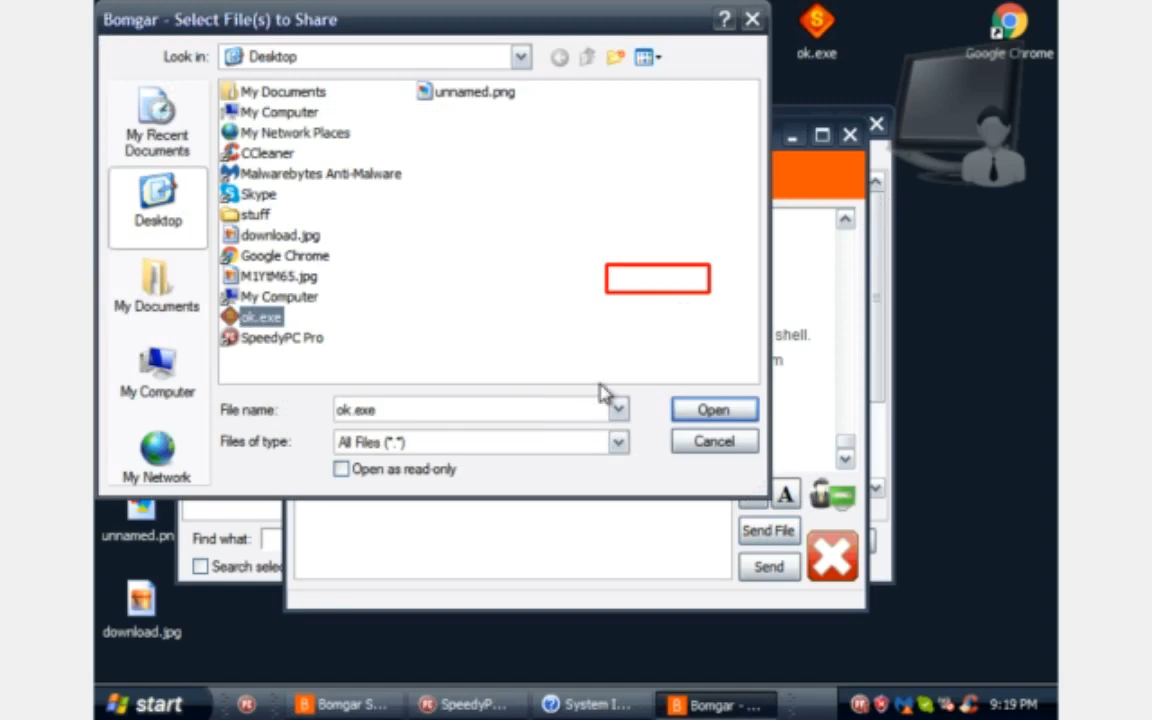 Bomgar - Select File(s) to Share
Look in:
Desktop
My Recent
Documents
Desktop
My Documents
My Computer
My Network
My Documents
My Computer
My Network Places
CCleaner
Malwarebytes Anti-Malware
Skype
stuff
download.jpg
Google Chrome
M1YtM65.jpg
My Computer
ok.exe
SpeedyPC Pro
unnamed.png
File name:
ok.exe
Open
Files of type:
All Files (*.*)
Cancel
Open as read-only
ok.exe
Google Chrome
shell.
m
A
Send File
Send
Find what:
Search selec
unnamed.pn
download.jpg
start
Bomgar S...
SpeedyP...
System I...
Bomgar - ...
9:19 PM